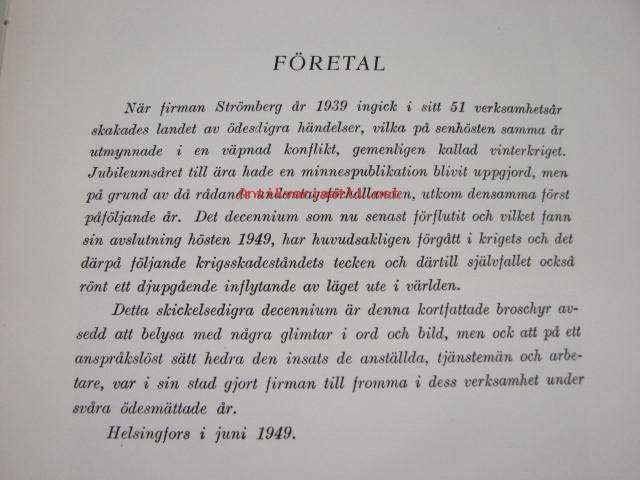 FÖRETAL
När firman Strömberg år 1939 ingick i sitt 51 verksamhetsår
skakades landet av ödesdigra händelser, vilka på senhösten samma år
utmynnade i en väpnad konflikt, gemenligen kallad vinterkriget.
Jubileumsåret till ära hade en minnespublikation blivit uppgjord, men
på grund av då rådande undantagsförhållanden, utkom densamma först
påföljande år. Det decennium som nu senast förflutit och vilket fann
sin avslutning hösten 1949, har huvudsakligen förgått i krigets och det
därpå följande krigsskadeståndets tecken och därtill självfallet också
rönt ett djupgående inflytande av läget ute i världen.
Detta skickelsedigra decennium är denna kortfattade broschyr av-
sedd att belysa med några glimtar i ord och bild, men ock att på ett
anspråkslöst sätt hedra den insats de anställda, tjänstemän och arbe-
tare, var i sin stad gjort firman till fromma i dess verksamhet under
svåra ödesmättade år.
Helsingfors i juni 1949.